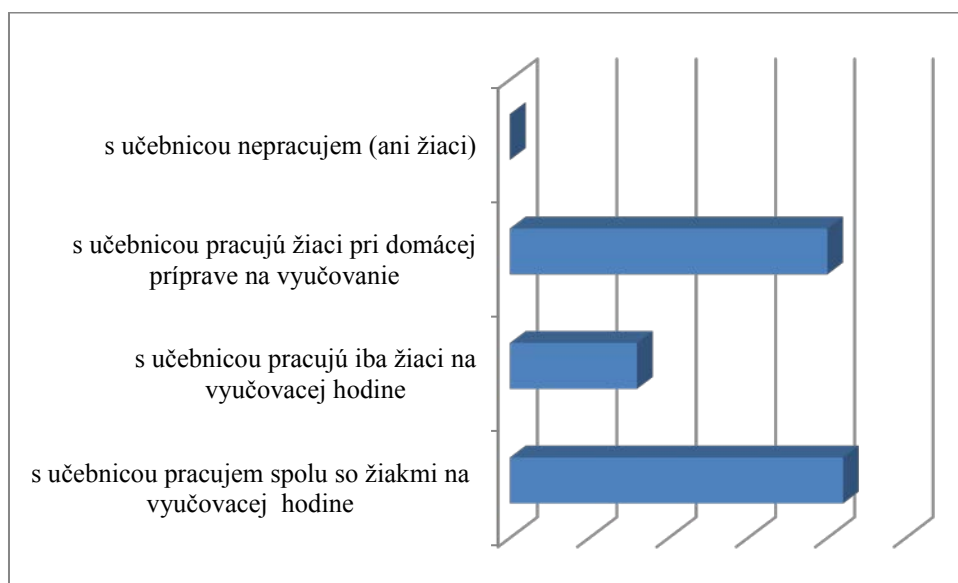 s učebnicou nepracujem (ani žiaci)
s učebnicou pracujú žiaci pri domácej
príprave na vyučovanie
s učebnicou pracujú iba žiaci na
vyučovacej hodine
s učebnicou pracujem spolu so žiakmi na
vyučovacej hodine